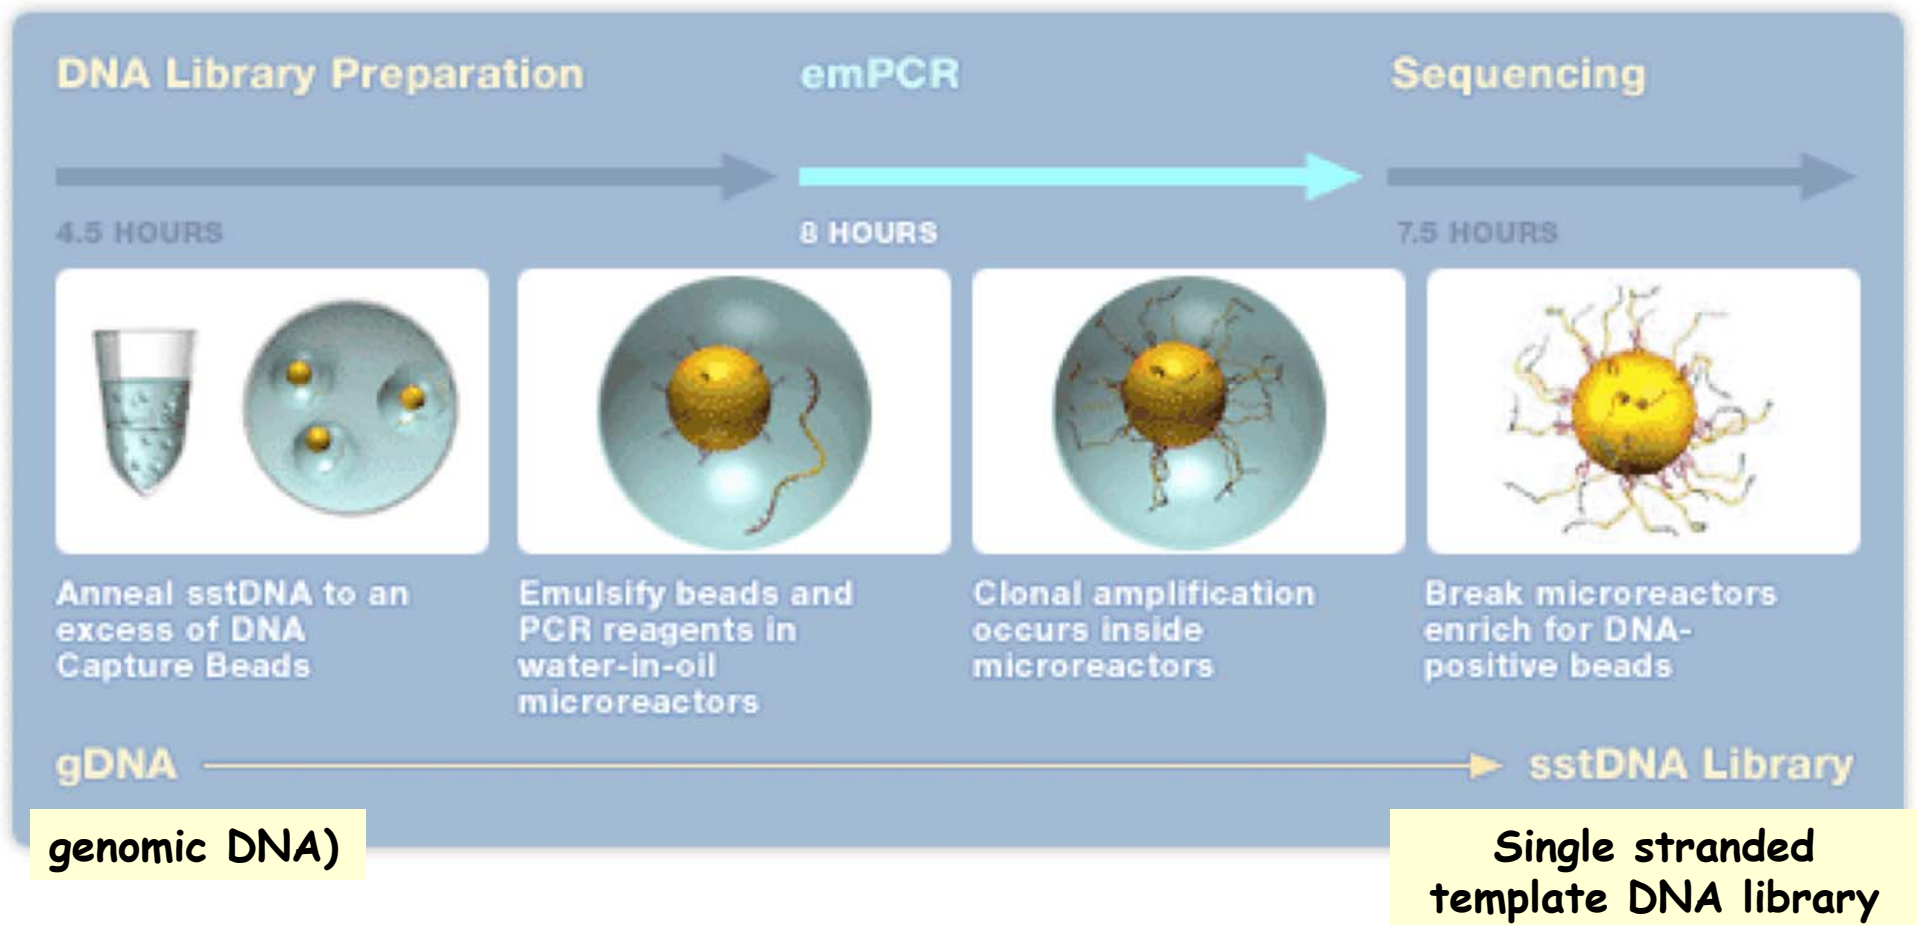 DNA Library Preparation
emPCR
Sequencing
4.5 HOURS
8 HOURS
7.5 HOURS
Anneal sstDNA to an
excess of DNA
Capture Beads
Emulsify beads and
PCR reagents in
water-in-oil
microreactors
Clonal amplification
occurs inside
microreactors
Break microreactors
enrich for DNA-
positive beads
gDNA
sstDNA Library
genomic DNA)
Single stranded
template DNA library